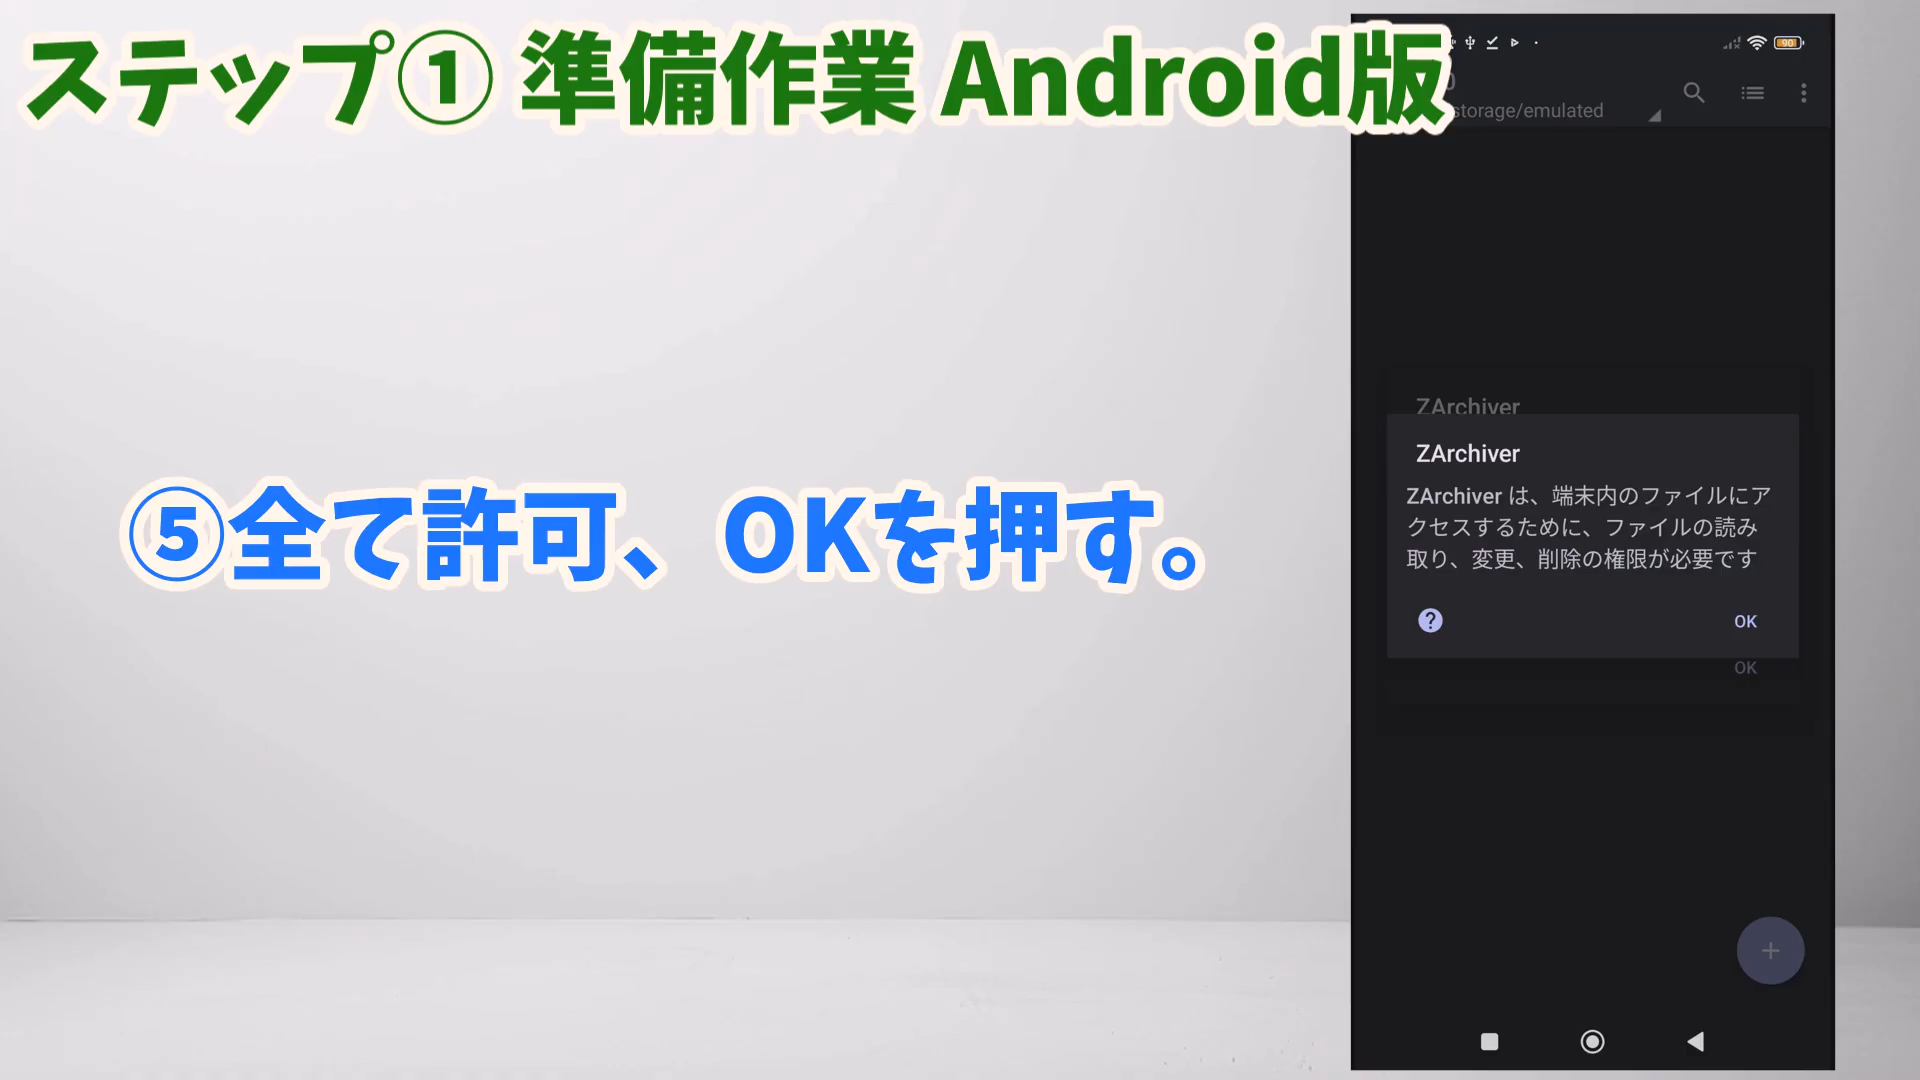 ステップ① 準備作業 Android版
storage/emulated
⑤全て許可、OKを押す。
ZArchiver
ZArchiver
ZArchiver は、端末内のファイルにア
クセスするために、ファイルの読み
取り、変更、削除の権限が必要です
?
OK
OK
90